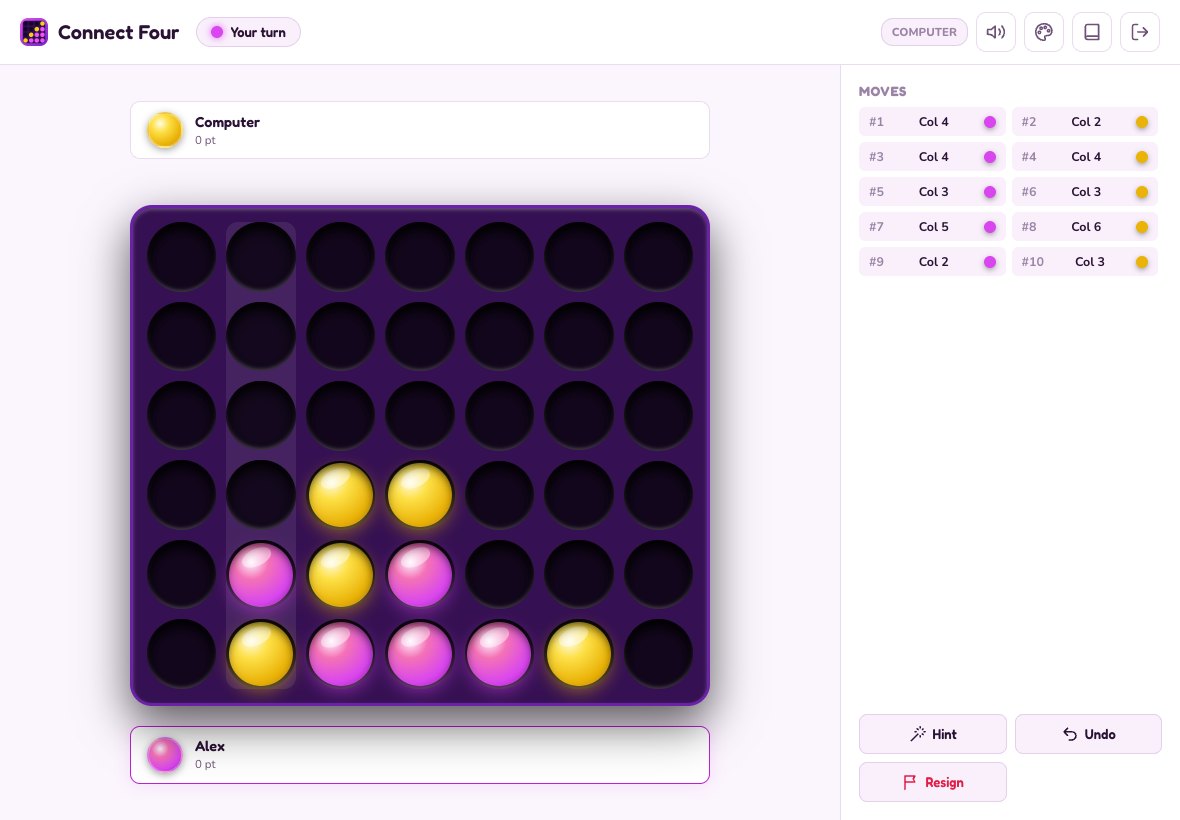 Connect Four
Your turn
COMPUTER
Computer
0 pt
MOVES
#1 Col 4
#2 Col 2
#3 Col 4
#4 Col 4
#5 Col 3
#6 Col 3
#7 Col 5
#8 Col 6
#9 Col 2
#10 Col 3
Alex
0 pt
Hint
Undo
Resign